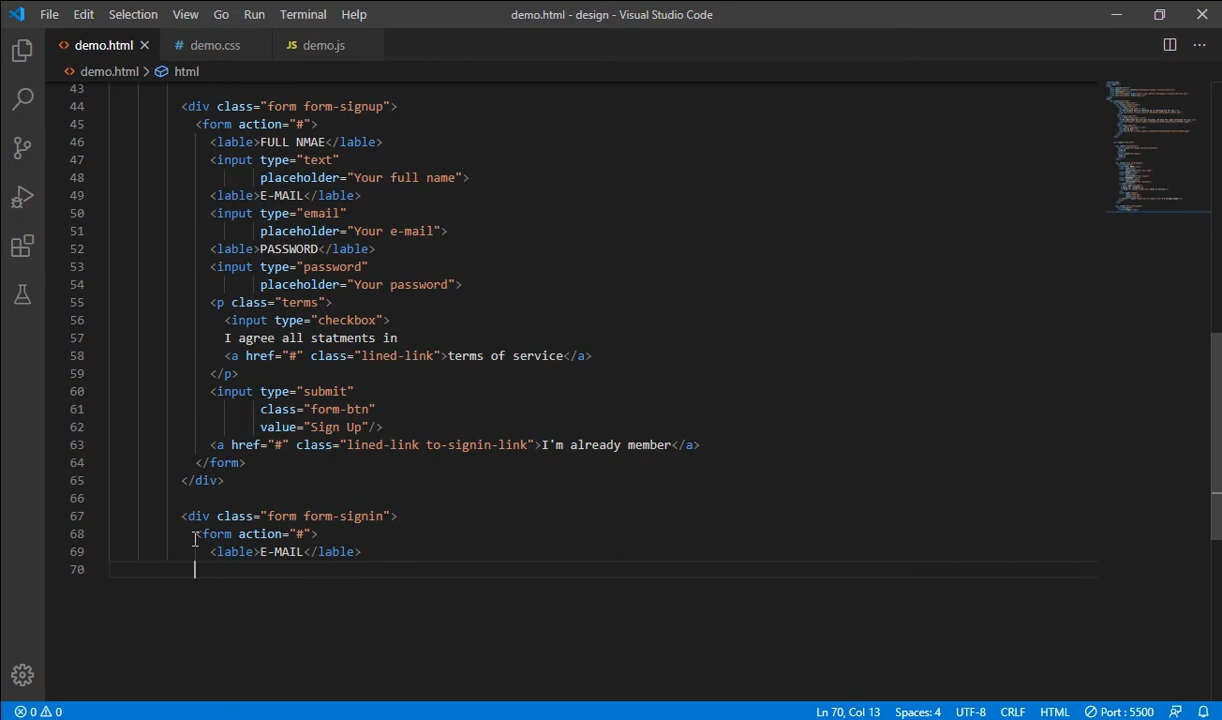 File Edit Selection View Go Run Terminal Help demo.html - design - Visual Studio Code
demo.html demo.css JS demo.js
demo.html > html
43
44 <div class="form form-signup">
45 <form action="#">
46 <lable>FULL NMAE</lable>
47 <input type="text"
48 placeholder="Your full name">
49 <lable>E-MAIL</lable>
50 <input type="email"
51 placeholder="Your e-mail">
52 <lable>PASSWORD</lable>
53 <input type="password"
54 placeholder="Your password">
55 <p class="terms">
56 <input type="checkbox">
57 I agree all statments in
58 <a href="#" class="lined-link">terms of service</a>
59 </p>
60 <input type="submit"
61 class="form-btn"
62 value="Sign Up"/>
63 <a href="#" class="lined-link to-signin-link">I'm already member</a>
64 </form>
65 </div>
66
67 <div class="form form-signin">
68 <form action="#">
69 <lable>E-MAIL</lable>
70
0 0 Ln 70, Col 13 Spaces: 4 UTF-8 CRLF HTML Port : 5500